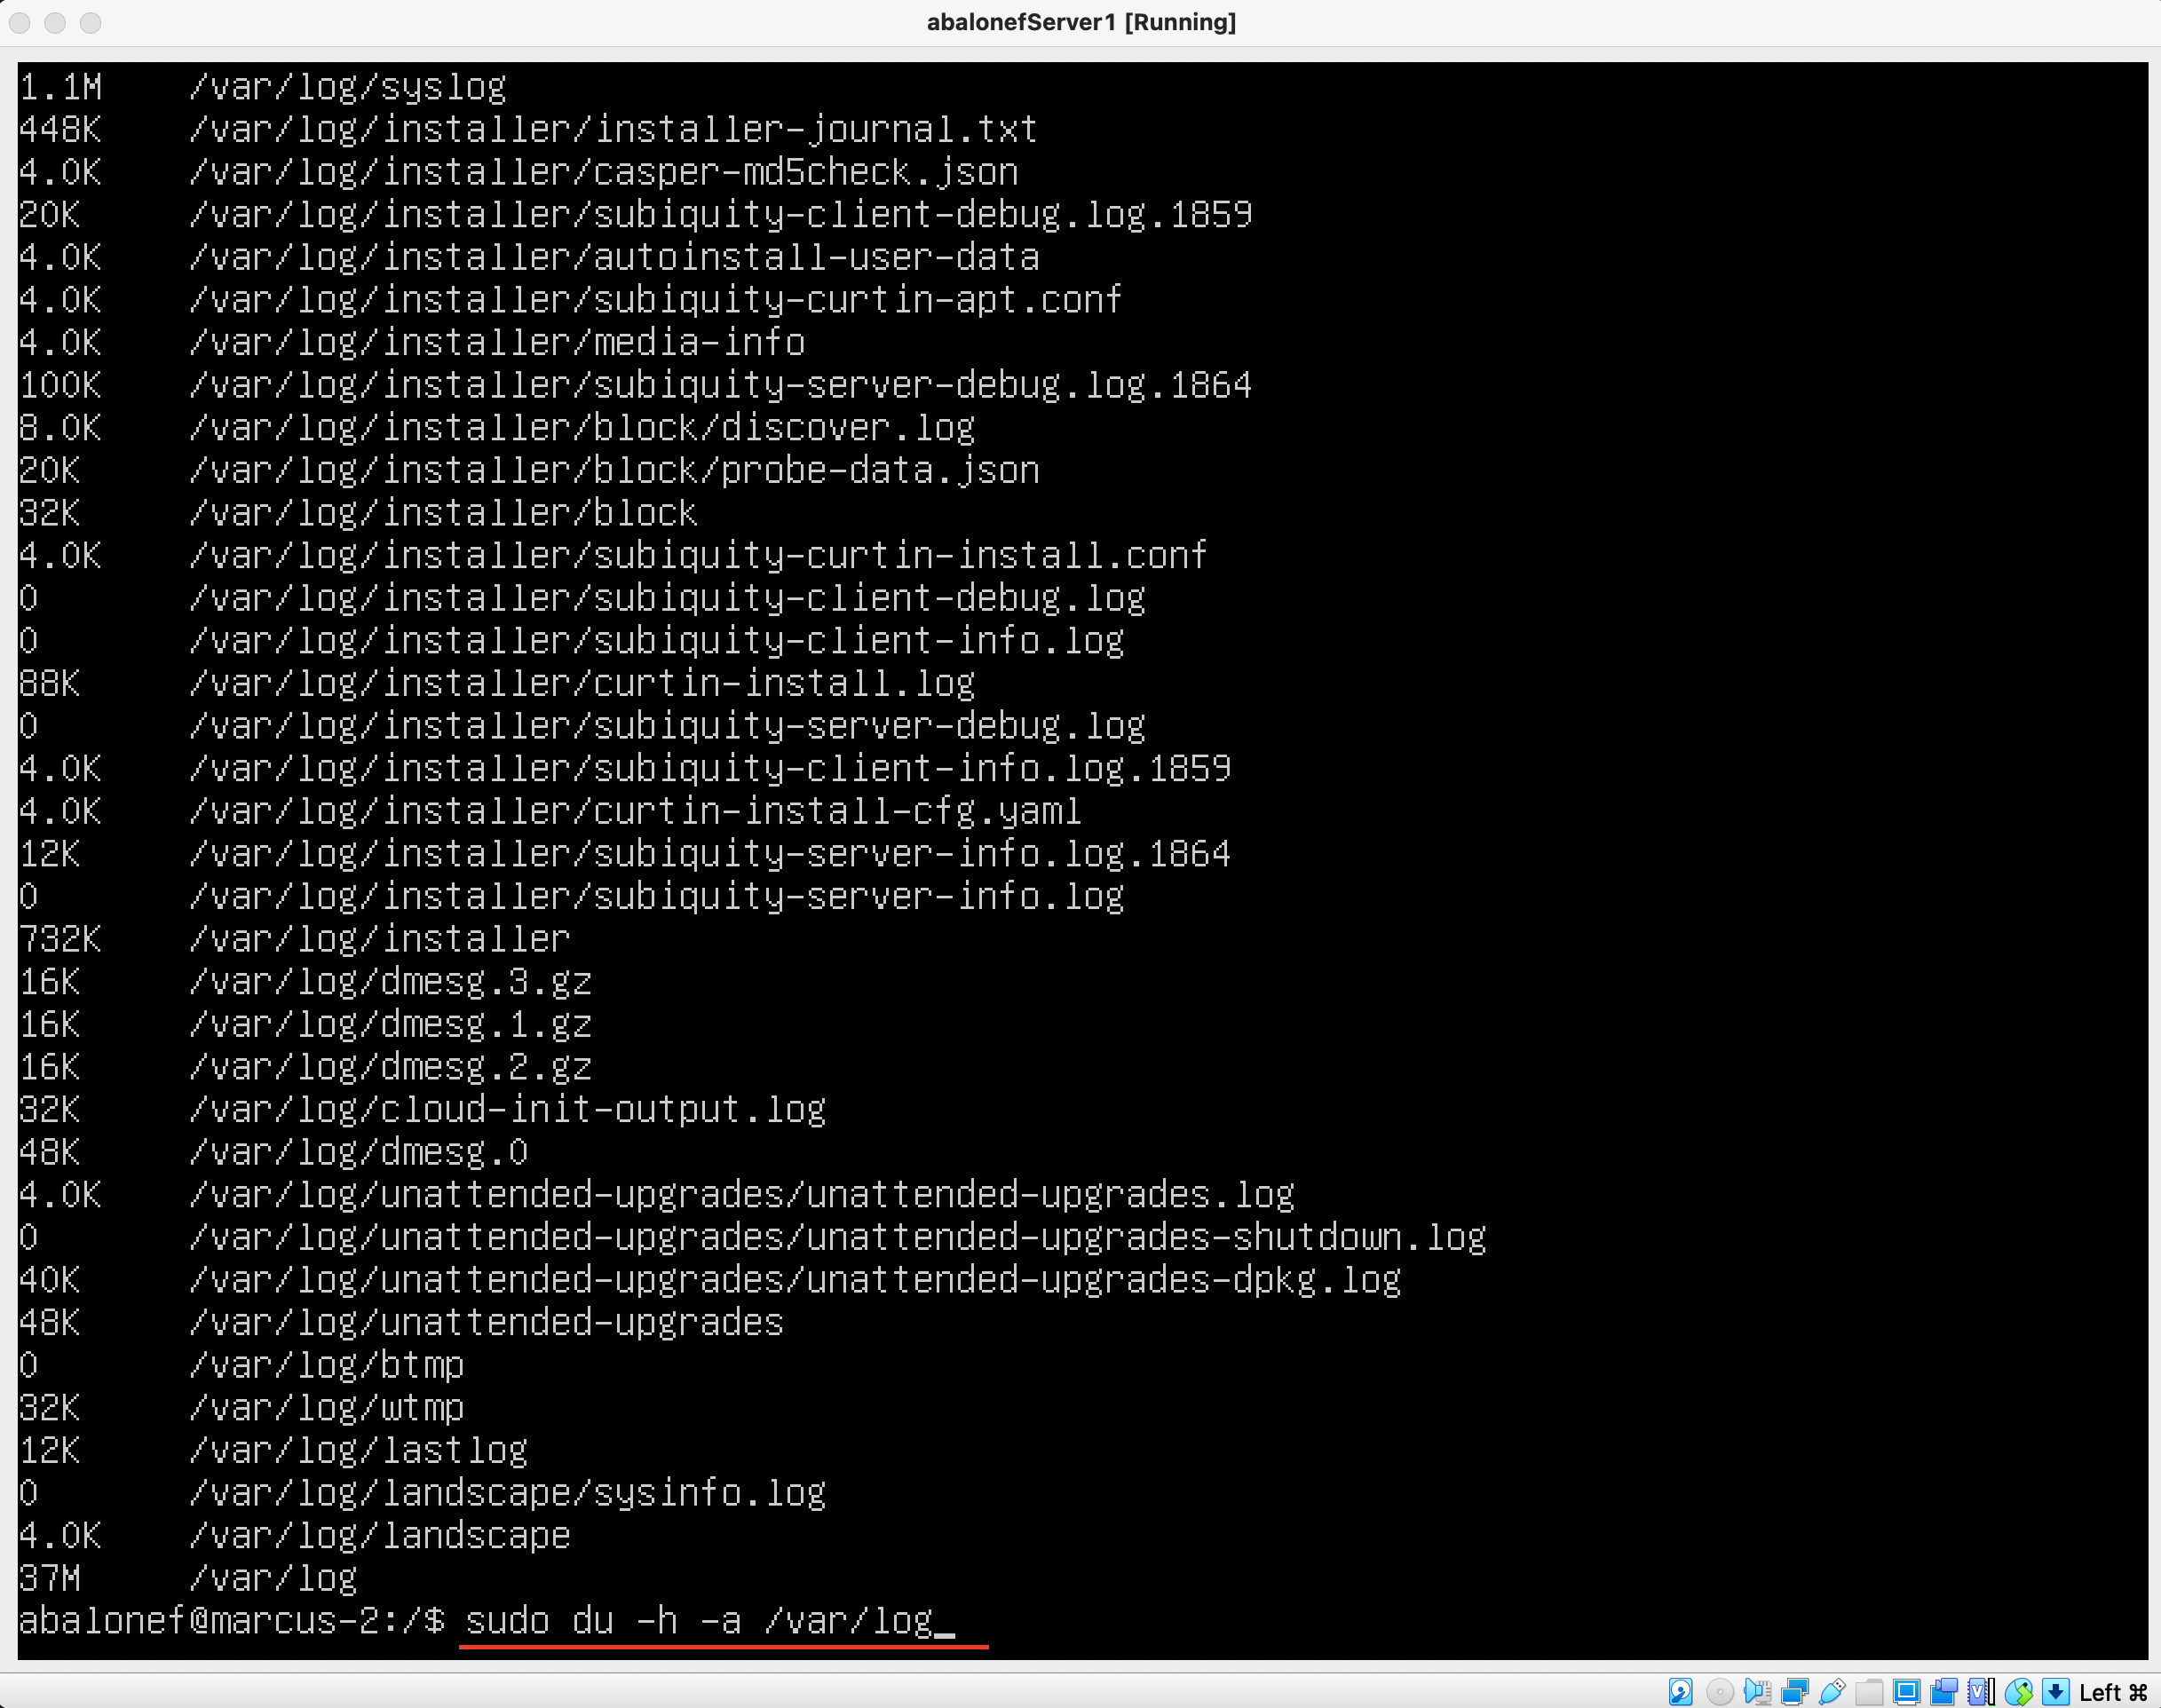 abalonefServer1 [Running]
1.1M /var/log/syslog
448K /var/log/installer/installer-journal.txt
4.0K /var/log/installer/casper-md5check.json
20K /var/log/installer/subiquity-client-debug.log.1859
4.0K /var/log/installer/autoinstall-user-data
4.0K /var/log/installer/subiquity-curtin-apt.conf
4.0K /var/log/installer/media-info
100K /var/log/installer/subiquity-server-debug.log.1864
8.0K /var/log/installer/block/discover.log
20K /var/log/installer/block/probe-data.json
32K /var/log/installer/block
4.0K /var/log/installer/subiquity-curtin-install.conf
0 /var/log/installer/subiquity-client-debug.log
0 /var/log/installer/subiquity-client-info.log
88K /var/log/installer/curtin-install.log
0 /var/log/installer/subiquity-server-debug.log
4.0K /var/log/installer/subiquity-client-info.log.1859
4.0K /var/log/installer/curtin-install-cfg.yaml
12K /var/log/installer/subiquity-server-info.log.1864
0 /var/log/installer/subiquity-server-info.log
732K /var/log/installer
16K /var/log/dmesg.3.gz
16K /var/log/dmesg.1.gz
16K /var/log/dmesg.2.gz
32K /var/log/cloud-init-output.log
48K /var/log/dmesg.0
4.0K /var/log/unattended-upgrades/unattended-upgrades.log
0 /var/log/unattended-upgrades/unattended-upgrades-shutdown.log
40K /var/log/unattended-upgrades/unattended-upgrades-dpkg.log
48K /var/log/unattended-upgrades
0 /var/log/btmp
32K /var/log/wtmp
12K /var/log/lastlog
0 /var/log/landscape/sysinfo.log
4.0K /var/log/landscape
37M /var/log
abalonef@marcus-2:/$ sudo du -h -a /var/log_
Left ⌘